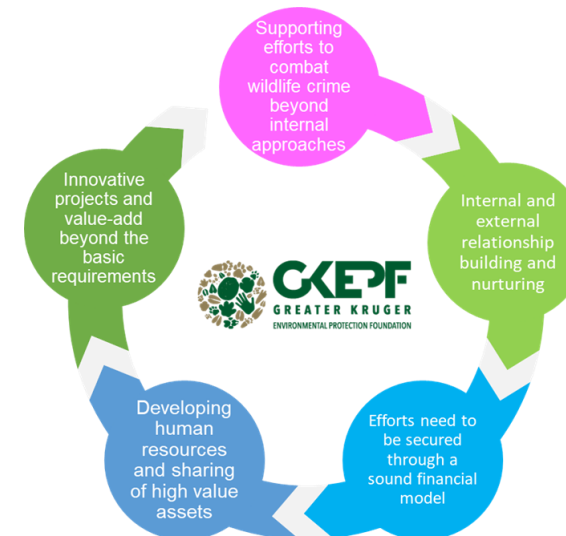 Supporting
efforts to
combat
wildlife crime
beyond
internal
approaches
Internal and
external
relationship
building and
nurturing
Efforts need to
be secured
through a
sound financial
model
Developing
human
resources
and sharing
of high value
assets
Innovative
projects and
value-add
beyond the
basic
requirements
GKEPF
GREATER KRUGER
ENVIRONMENTAL PROTECTION FOUNDATION